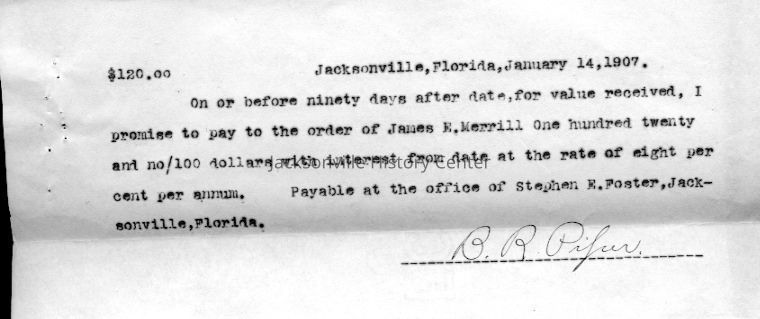 $120.00 Jacksonville,Florida,January 14,1907.
On or before ninety days after date,for value received, I
promise to pay to the order of James E.Merrill One hundred twenty
and no/100 dollars with interest from date at the rate of eight per
Jacksonville History Center
cent per annum. Payable at the office of Stephen E.Foster,Jack-
sonville,Florida.
B. R.